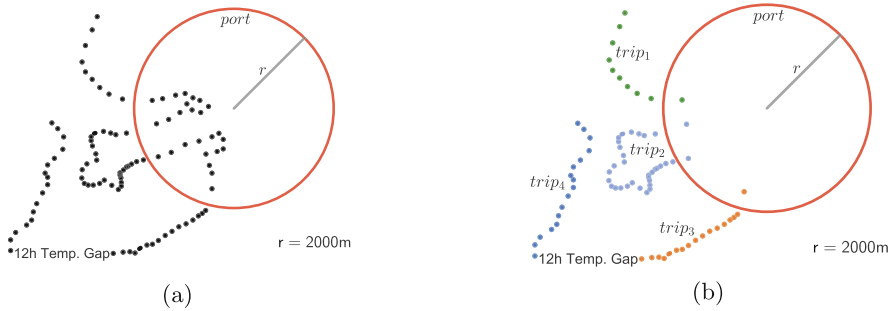 port
r
12h Temp. Gap
r = 2000m
(a)
port
trip1
r
trip2
trip4
trip3
12h Temp. Gap
r = 2000m
(b)